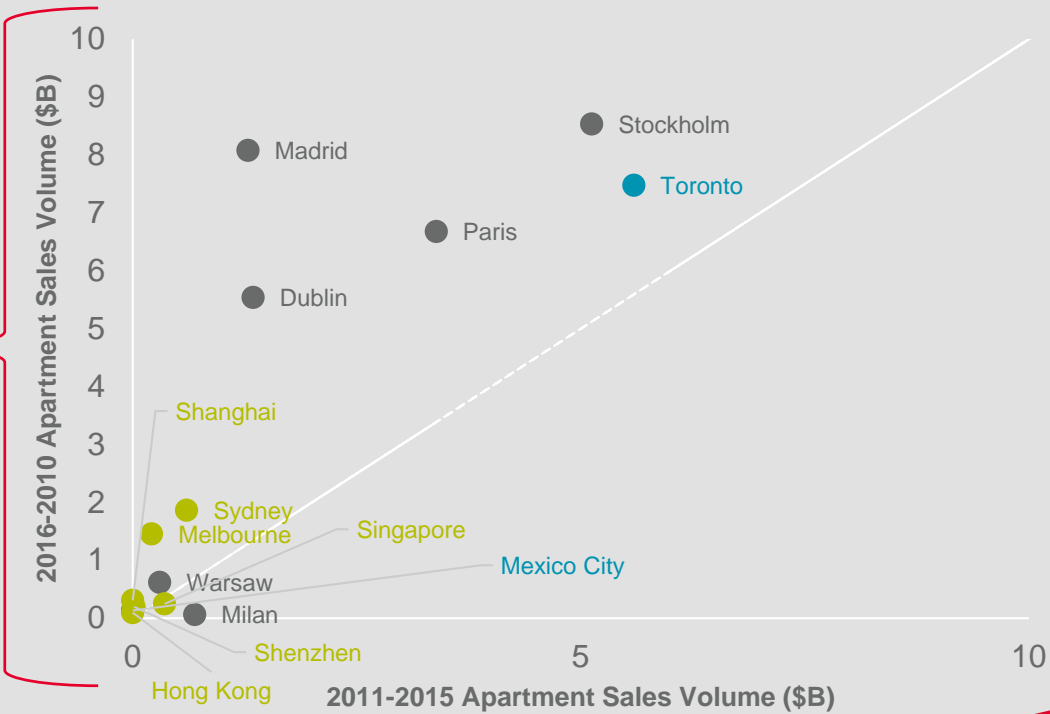 2016-2010 Apartment Sales Volume ($B)
10
9
8
7
6
5
4
3
2
1
0
Stockholm
Madrid
Toronto
Paris
Dublin
Shanghai
Sydney
Melbourne
Singapore
Mexico City
Warsaw
Milan
Shenzhen
Hong Kong
0
5
10
2011-2015 Apartment Sales Volume ($B)